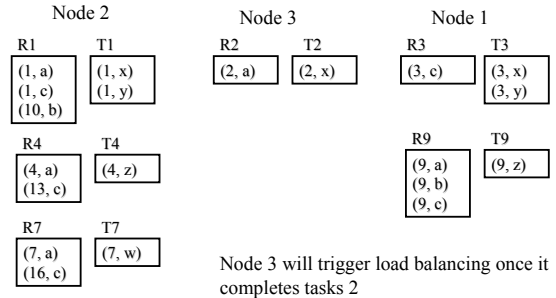 Node 2
Node 3
Node 1
R1 T1
(1, a)
(1, c)
(10, b)
(1, x)
(1, y)
R2 T2
(2, a)
(2, x)
R3 T3
(3, c)
(3, x)
(3, y)
R4 T4
(4, a)
(13, c)
(4, z)
R9 T9
(9, a)
(9, b)
(9, c)
(9, z)
R7 T7
(7, a)
(16, c)
(7, w)
Node 3 will trigger load balancing once it
completes tasks 2